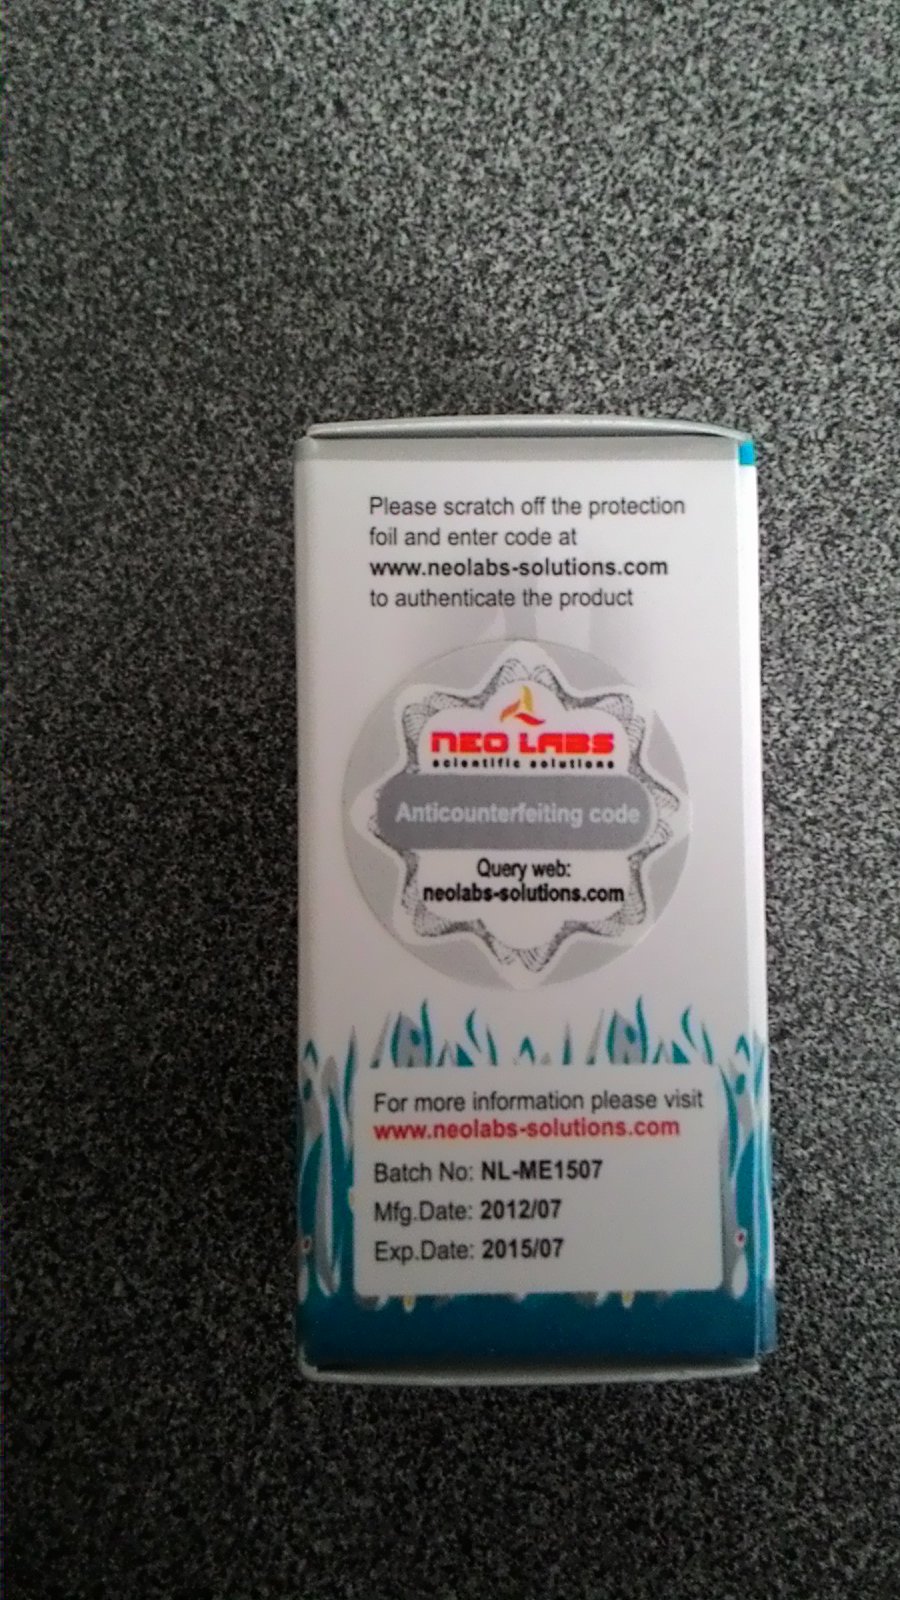 Please scratch off the protection
foil and enter code at
www.neolabs-solutions.com
to authenticate the product
NEO LABS
scientific solutions
Anticounterfeiting code
Query web:
neolabs-solutions.com
For more information please visit
www.neolabs-solutions.com
Batch No: NL-ME1507
Mfg.Date: 2012/07
Exp.Date: 2015/07